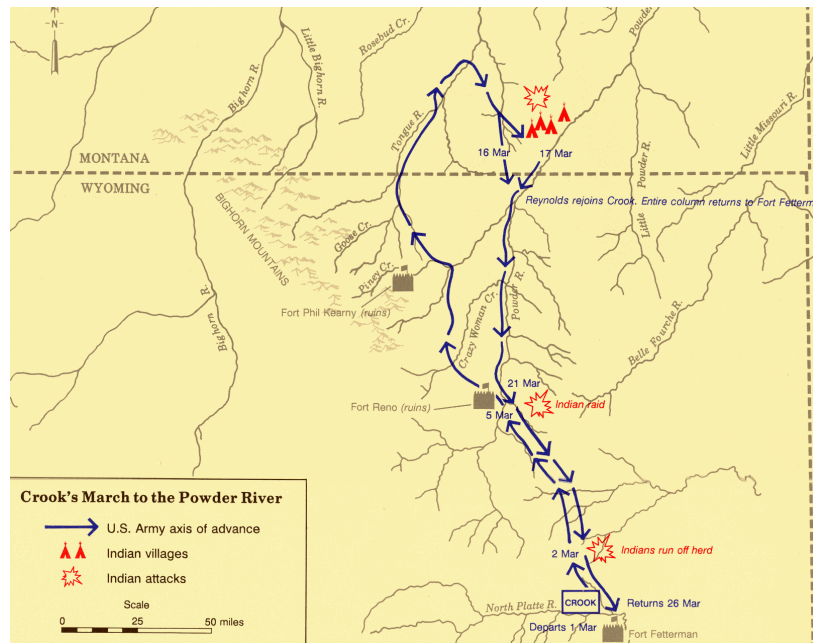 N
Rosebud Cr.
Powder
Bighorn R.
Little Bighorn R.
Tongue R.
Little Missouri R.
16 Mar
17 Mar
MONTANA
WYOMING
Little Powder R.
Reynolds rejoins Crook. Entire column returns to Fort Fetterm
BIGHORN MOUNTAINS
Goose Cr.
Piney Cr.
Fort Phil Kearny (ruins)
Bighorn R.
Crazy Woman Cr.
Powder R.
Belle Fourche R.
21 Mar
Fort Reno (ruins)
Indian raid
5 Mar
Crook's March to the Powder River
U.S. Army axis of advance
Indian villages
Indian attacks
Scale
0 25 50 miles
2 Mar
Indians run off herd
CROOK
North Platte R.
Returns 26 Mar
Departs 1 Mar
Fort Fetterman